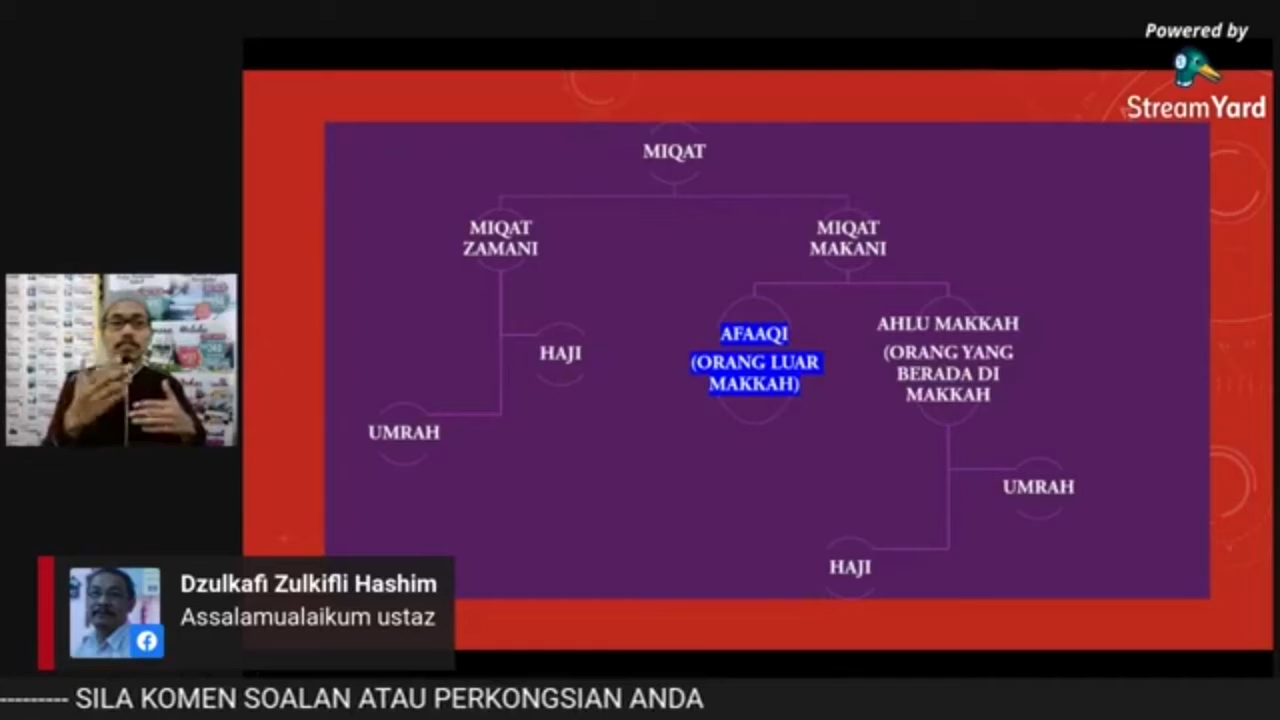 Powered by
StreamYard
MIQAT
MIQAT
ZAMANI
HAJI
UMRAH
MIQAT
MAKANI
AFAAQI
(ORANG LUAR
MAKKAH)
AHLU MAKKAH
(ORANG YANG
BERADA DI
MAKKAH
UMRAH
HAJI
Dzulkafi Zulkifli Hashim
Assalamualaikum ustaz
--------- SILA KOMEN SOALAN ATAU PERKONGSIAN ANDA